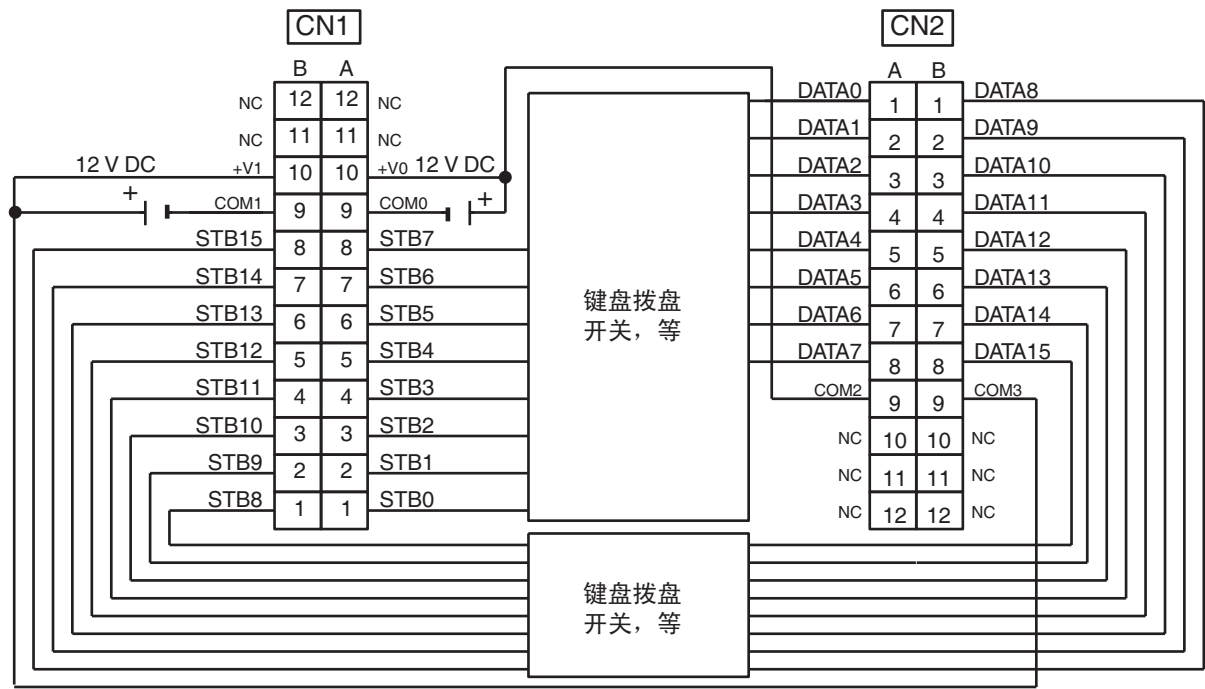 CN1 CN2
B A A B
NC 12 12 NC DATA0 1 1 DATA8
NC 11 11 NC DATA1 2 2 DATA9
12 V DC +V1 10 10 +V0 12 V DC DATA2 3 3 DATA10
+ COM1 9 9 COM0 + DATA3 4 4 DATA11
STB15 8 8 STB7 DATA4 5 5 DATA12
STB14 7 7 STB6 键盘拨盘 DATA5 6 6 DATA13
STB13 6 6 STB5 开关，等 DATA6 7 7 DATA14
STB12 5 5 STB4 DATA7 8 8 DATA15
STB11 4 4 STB3 COM2 9 9 COM3
STB10 3 3 STB2 NC 10 10 NC
STB9 2 2 STB1 NC 11 11 NC
STB8 1 1 STB0 NC 12 12 NC
键盘拨盘
开关，等